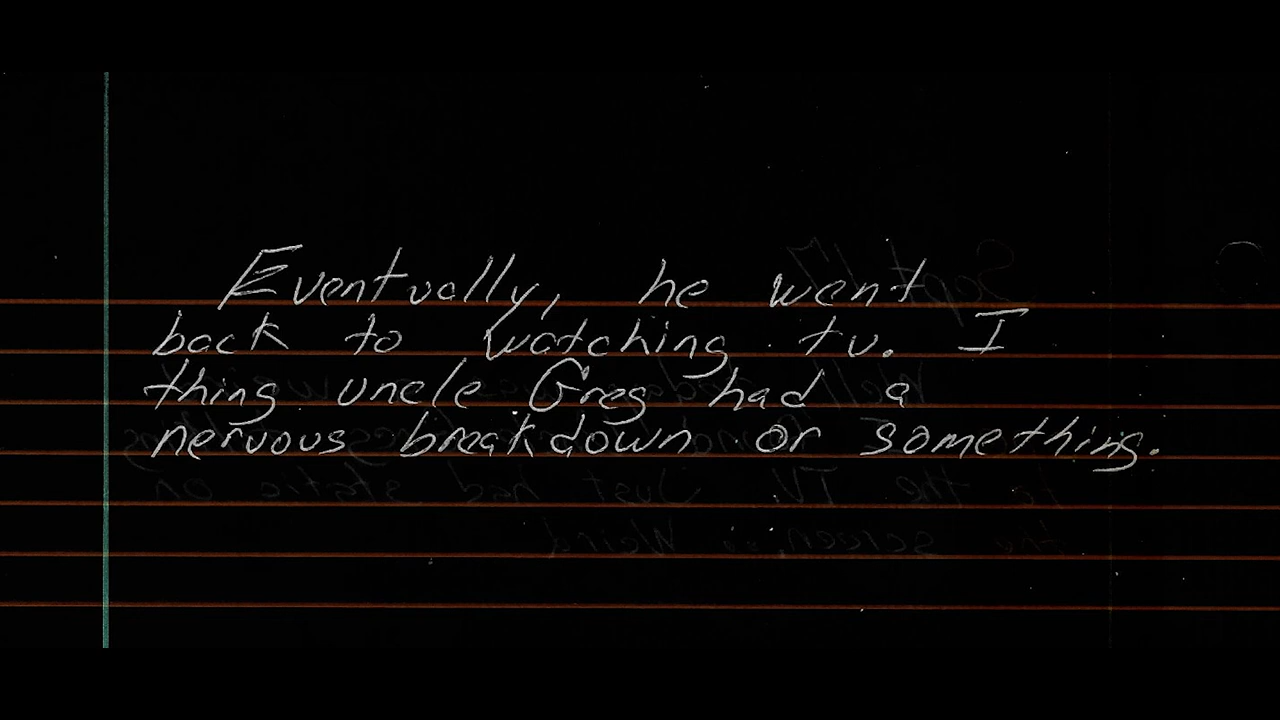 Eventually, he went
back to watching tv. I
thing uncle Greg had a
nervous breakdown or something.